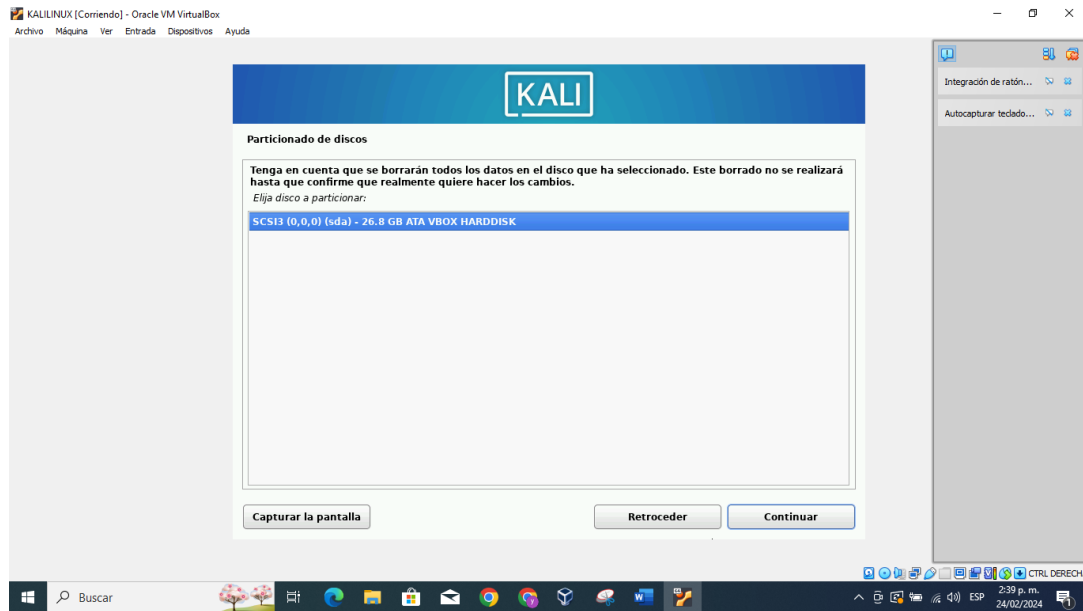 KALILINUX [Corriendo] - Oracle VM VirtualBox
Archivo Máquina Ver Entrada Dispositivos Ayuda
Integración de ratón...
Autocapturar teclado...
KALI
Particionado de discos
Tenga en cuenta que se borrarán todos los datos en el disco que ha seleccionado. Este borrado no se realizará
hasta que confirme que realmente quiere hacer los cambios.
Elija disco a particionar:
SCSI3 (0,0,0) (sda) - 26.8 GB ATA VBOX HARDDISK
Capturar la pantalla
Retroceder
Continuar
CTRL DERECH
Buscar
ESP
2:39 p. m.
24/02/2024